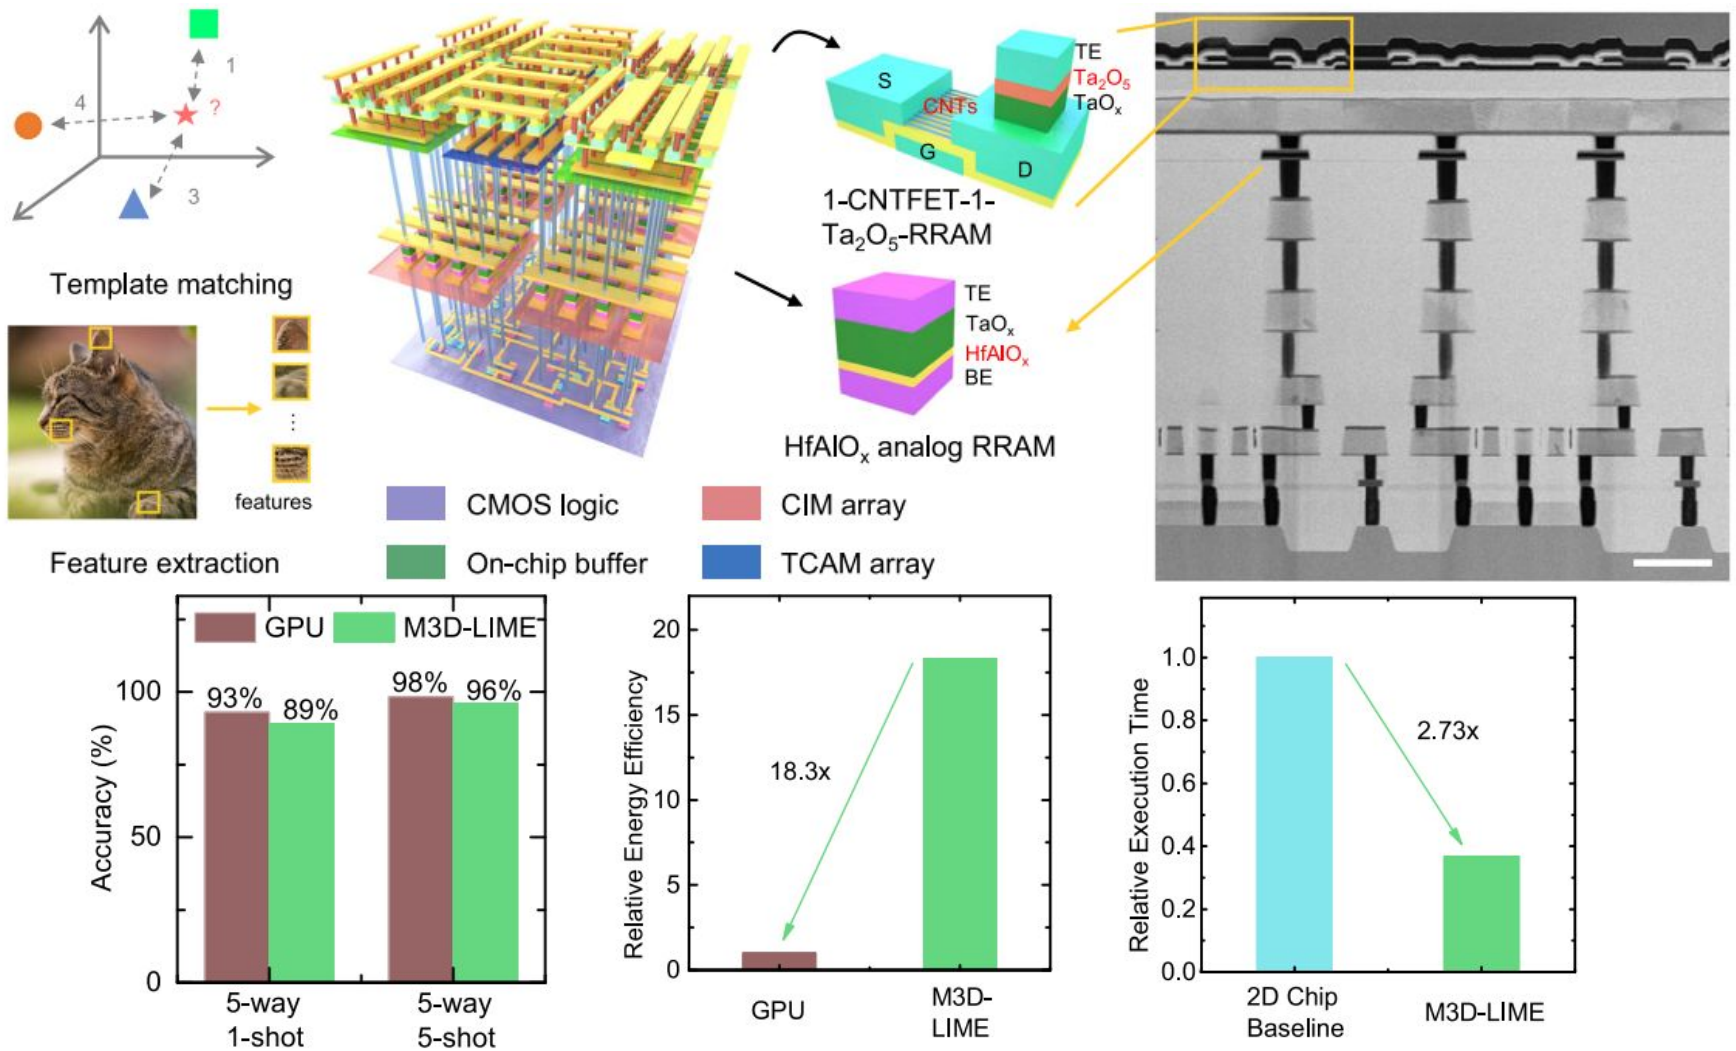 1
?
4
3
Template matching
⋮
features
Feature extraction
S
CNTs
G
D
TE
Ta₂O₅
TaOₓ
1-CNTFET-1-
Ta₂O₅-RRAM
TE
TaOₓ
HfAlOₓ
BE
HfAlOₓ analog RRAM
CMOS logic
CIM array
On-chip buffer
TCAM array
GPU
M3D-LIME
Accuracy (%)
100
50
0
93%
89%
98%
96%
5-way
1-shot
5-way
5-shot
Relative Energy Efficiency
20
15
10
5
0
18.3x
GPU
M3D-
LIME
Relative Execution Time
1.0
0.8
0.6
0.4
0.2
0.0
2.73x
2D Chip
Baseline
M3D-LIME